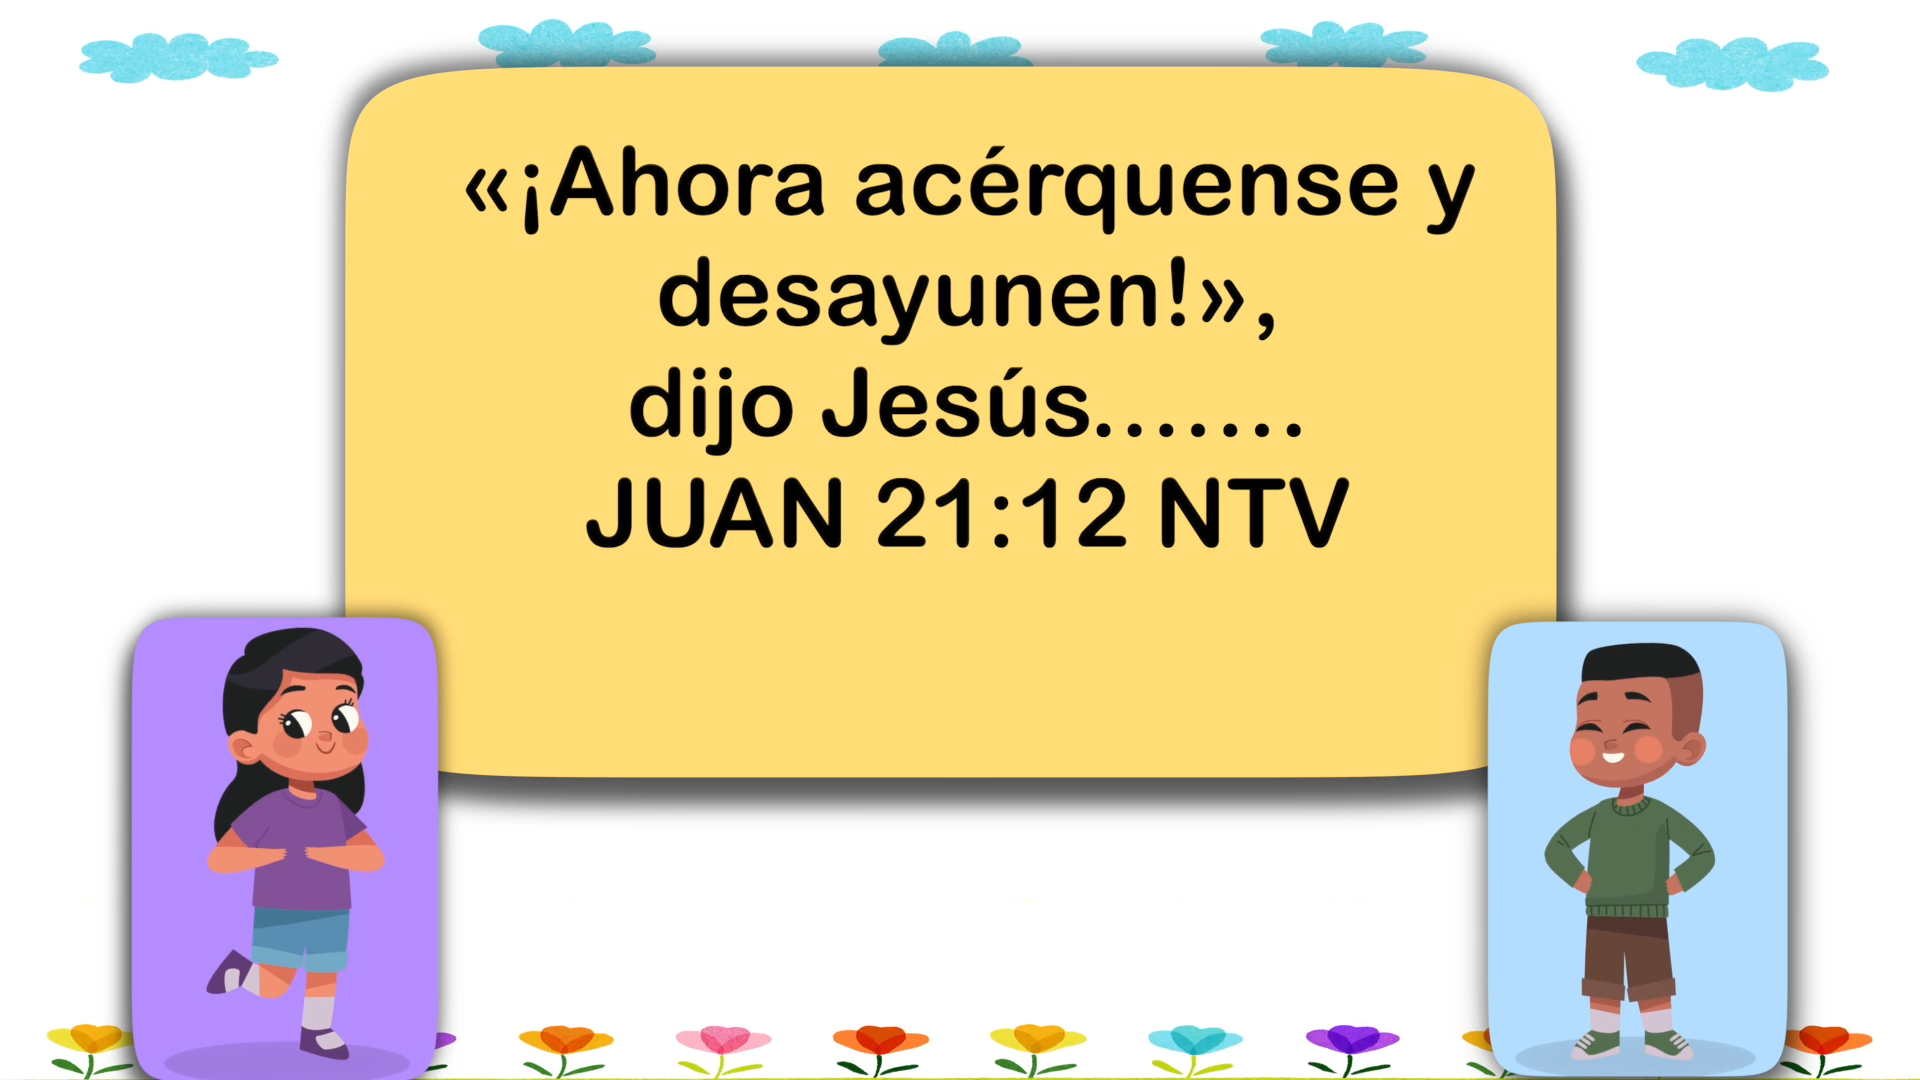 «¡Ahora acérquense y
desayunen!»,
dijo Jesús.......
JUAN 21:12 NTV